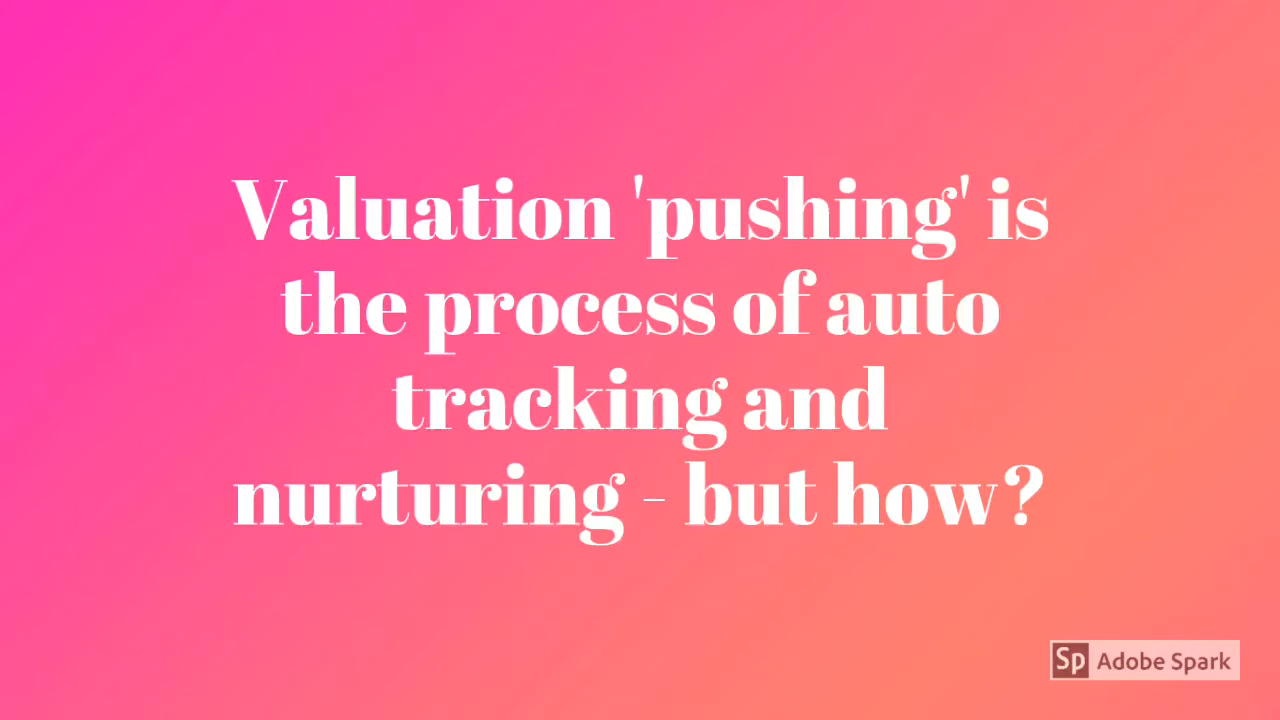 Valuation 'pushing' is
the process of auto
tracking and
nurturing - but how?
Sp Adobe Spark